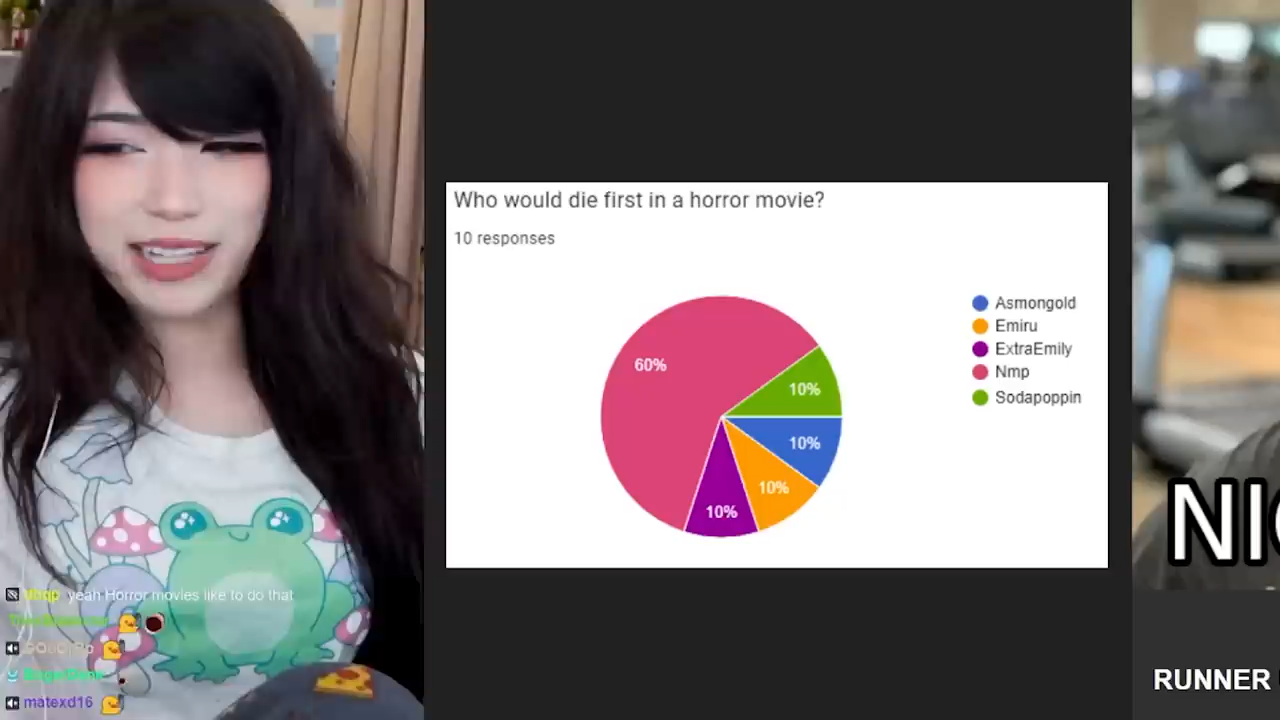 Who would die first in a horror movie?
10 responses
Asmongold
Emiru
ExtraEmily
Nmp
Sodapoppin
60%
10%
10%
10%
10%
yeah Horror movies like to do that
matexd16
RUNNER